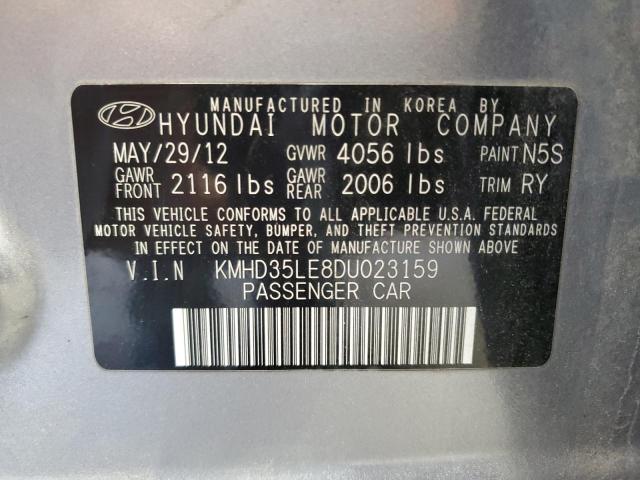 MANUFACTURED IN KOREA BY
HYUNDAI MOTOR COMPANY
MAY/29/12 GVWR 4056 lbs PAINT N5S
GAWR FRONT 2116 lbs GAWR REAR 2006 lbs TRIM RY
THIS VEHICLE CONFORMS TO ALL APPLICABLE U.S.A. FEDERAL
MOTOR VEHICLE SAFETY, BUMPER, AND THEFT PREVENTION STANDARDS
IN EFFECT ON THE DATE OF MANUFACTURE SHOWN ABOVE.
V.I.N KMHD35LE8DU023159
PASSENGER CAR